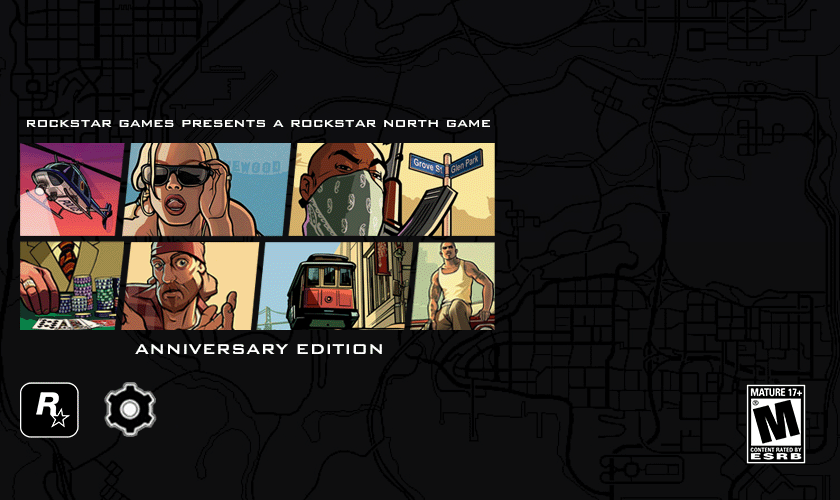 ROCKSTAR GAMES PRESENTS A ROCKSTAR NORTH GAME
Grove St
Glen Park
ANNIVERSARY EDITION
R
MATURE 17+
M
®
CONTENT RATED BY
ESRB